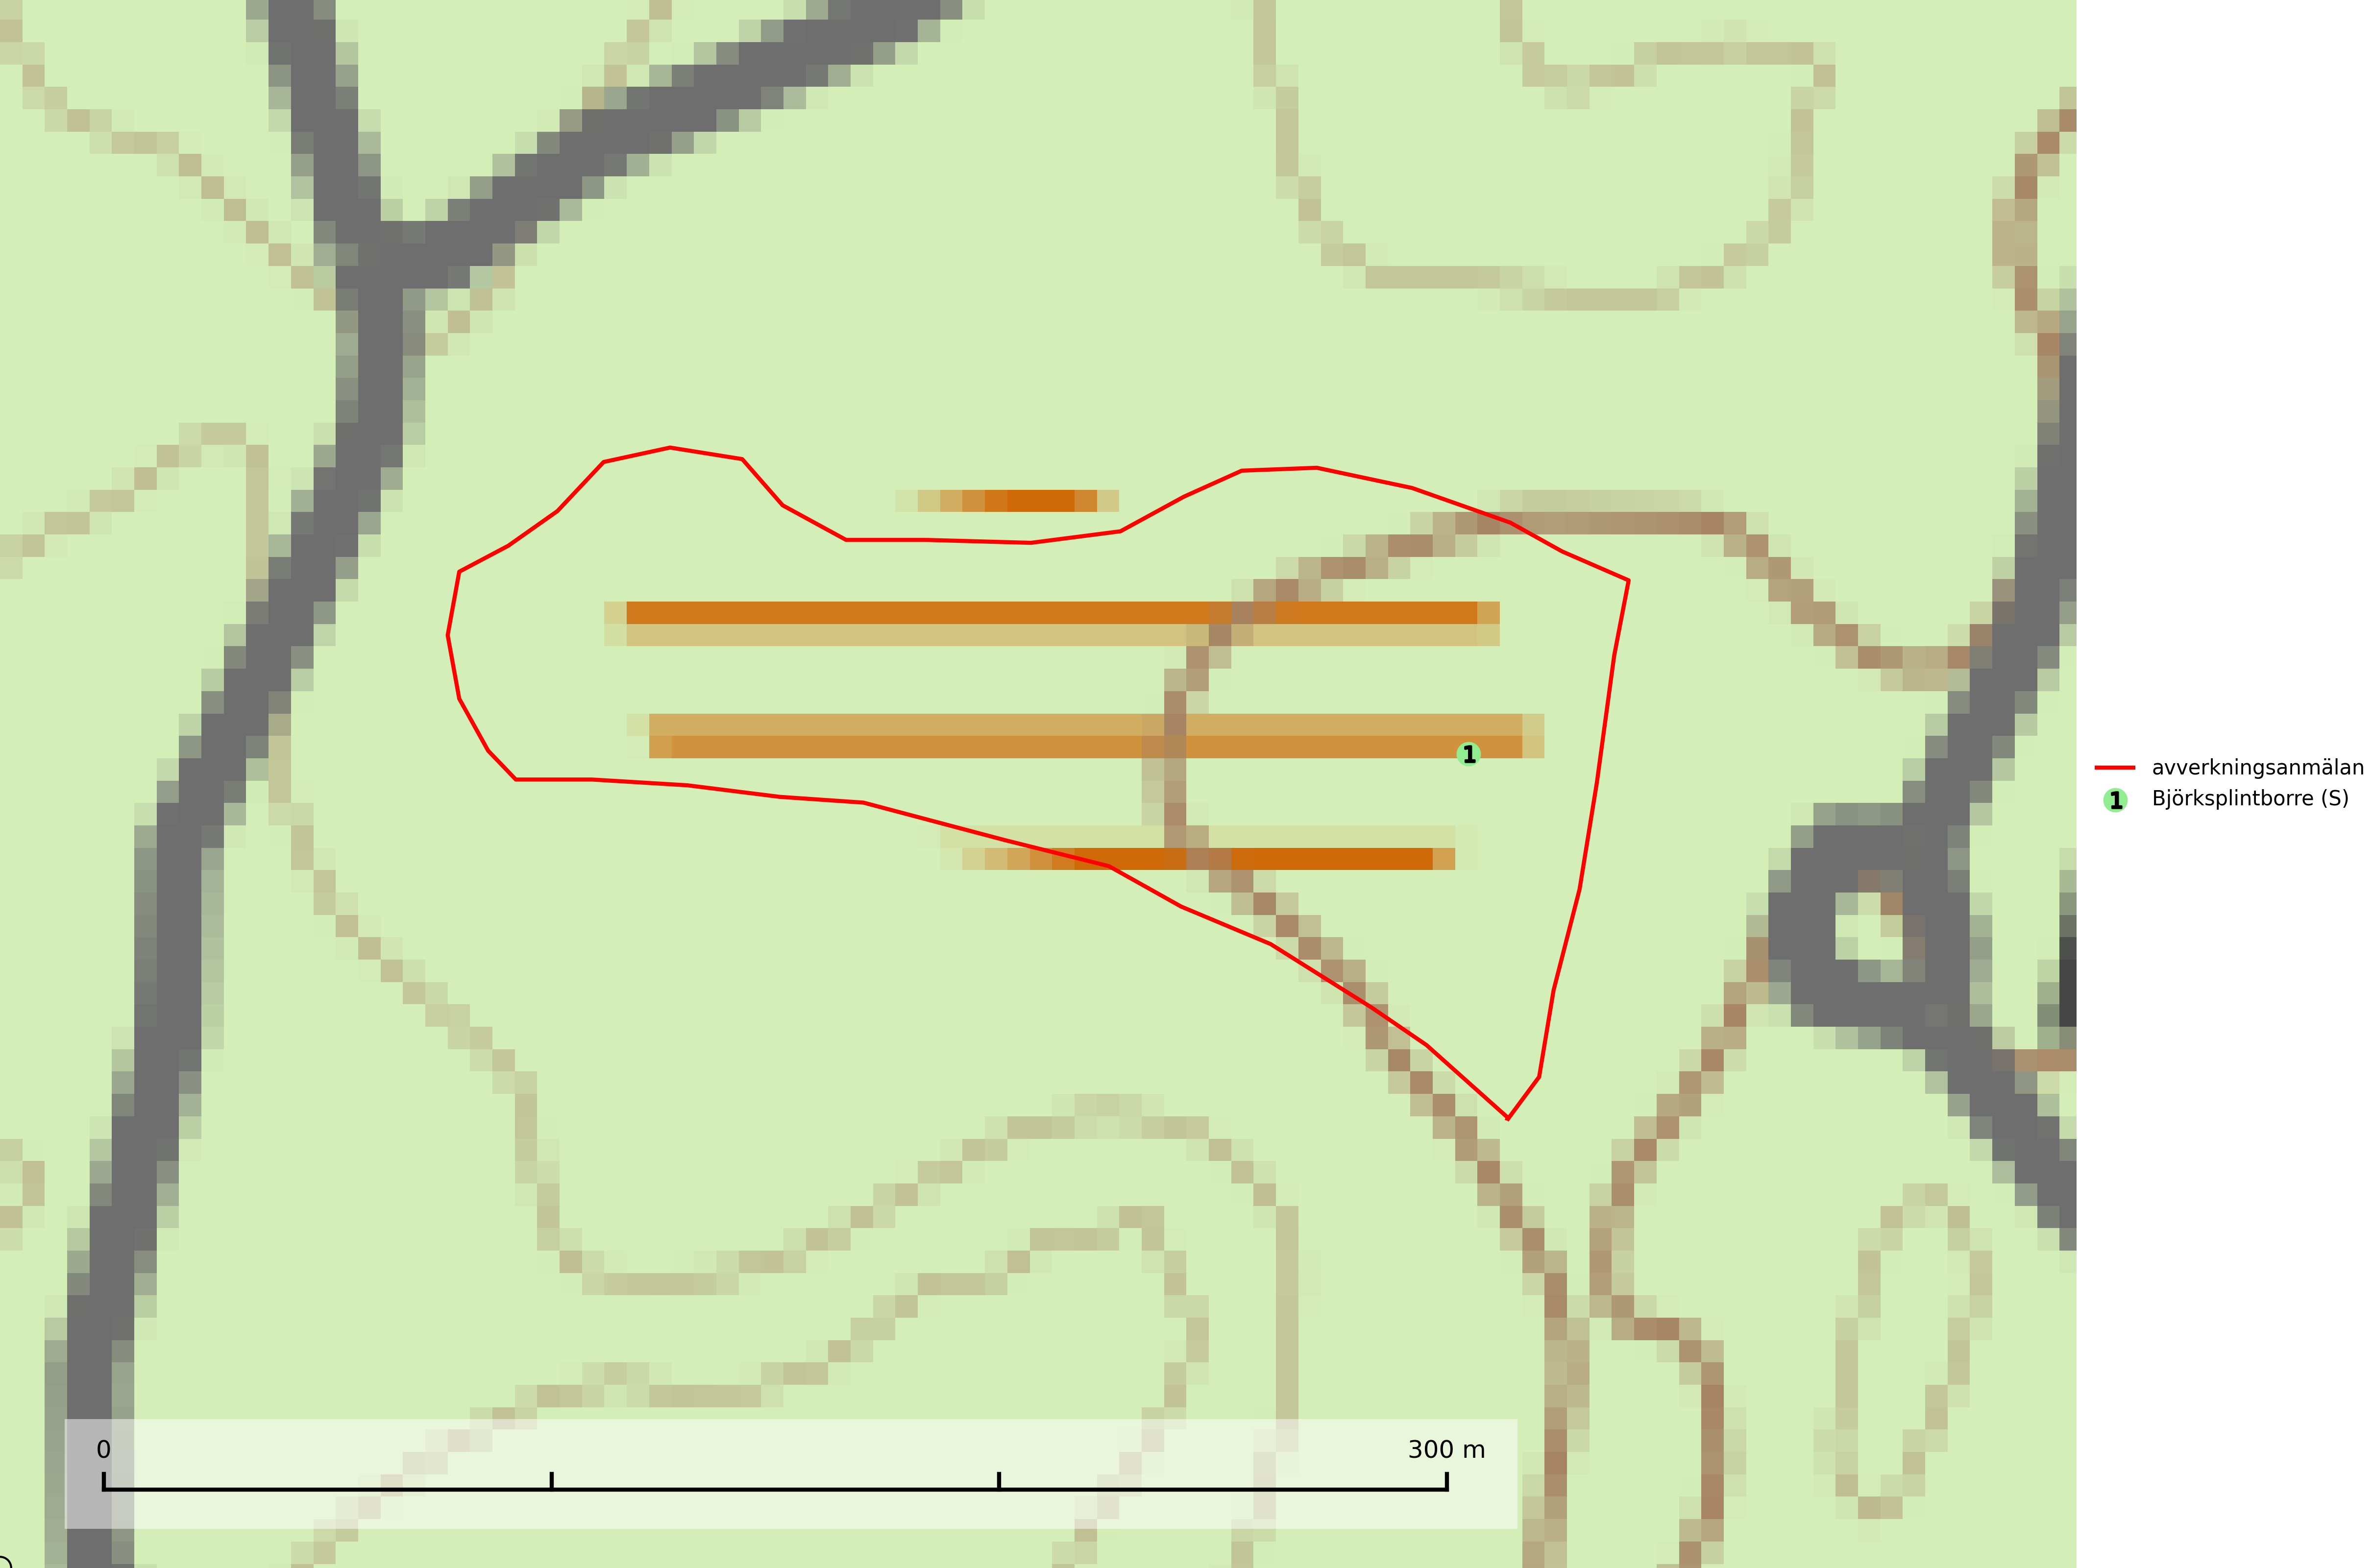 1
avverkningsanmälan
1 Björksplintborre (S)
0 300 m